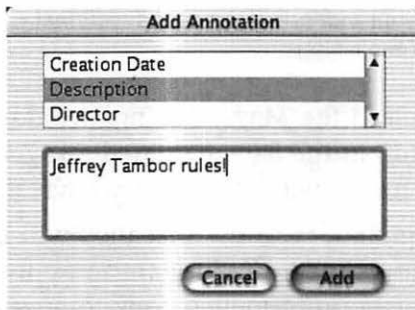 Add Annotation
Creation Date
Description
Director
Jeffrey Tambor rules!
Cancel
Add